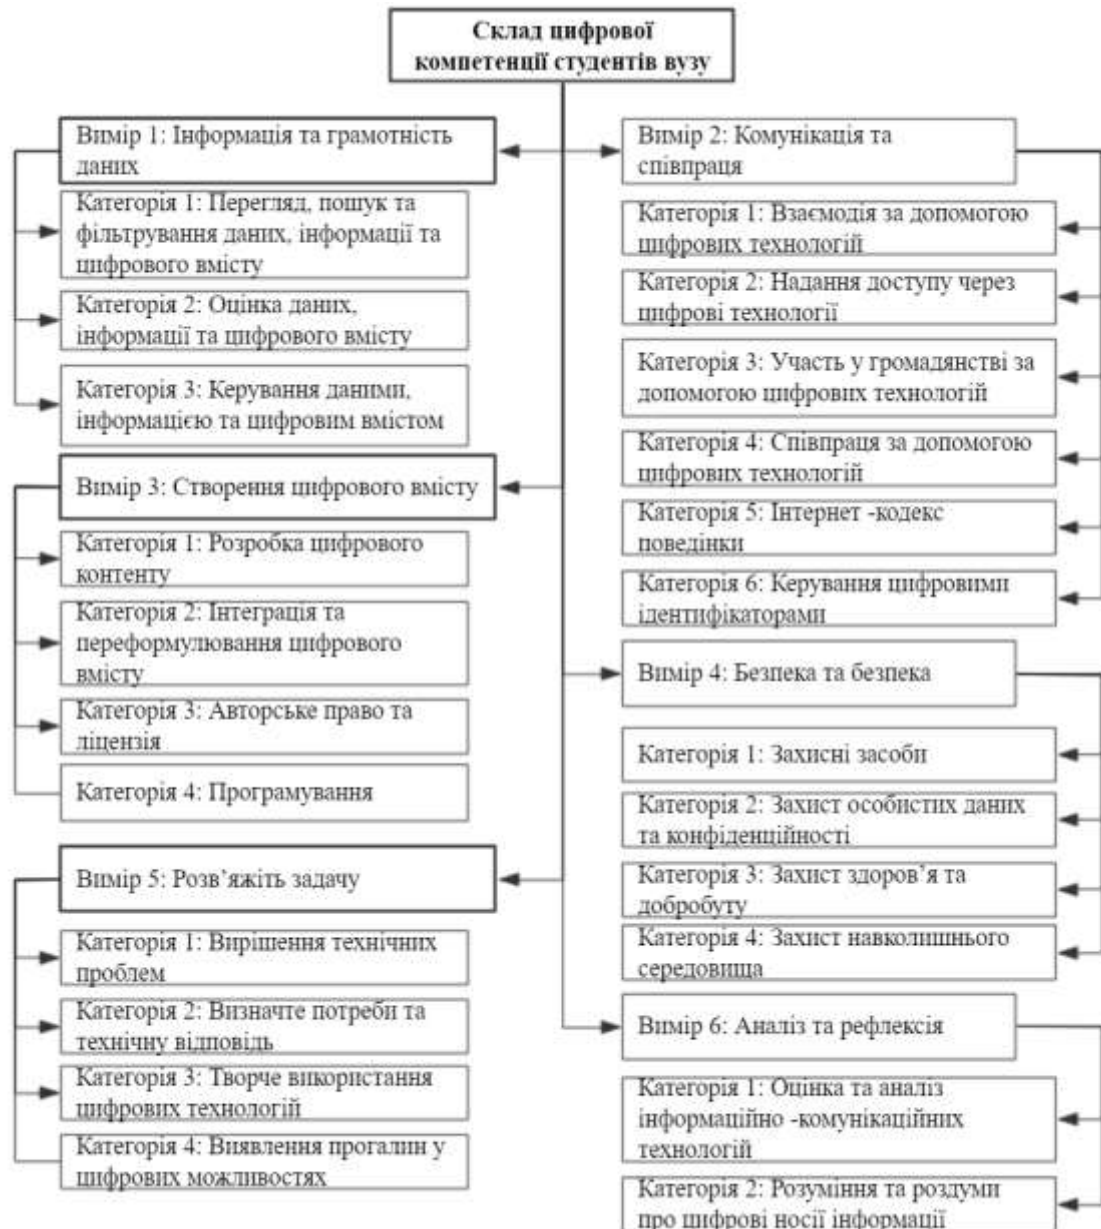 Склад цифрової
компетенції студентів вузу
Вимір 1: Інформація та грамотність
даних
Категорія 1: Перегляд, пошук та
фільтрування даних, інформації та
цифрового вмісту
Категорія 2: Оцінка даних,
інформації та цифрового вмісту
Категорія 3: Керування даними,
інформацією та цифровим вмістом
Вимір 2: Комунікація та
співпраця
Категорія 1: Взаємодія за допомогою
цифрових технологій
Категорія 2: Надання доступу через
цифрові технології
Категорія 3: Участь у громадянстві за
допомогою цифрових технологій
Категорія 4: Співпраця за допомогою
цифрових технологій
Категорія 5: Інтернет -кодекс
поведінки
Категорія 6: Керування цифровими
ідентифікаторами
Вимір 3: Створення цифрового вмісту
Категорія 1: Розробка цифрового
контенту
Категорія 2: Інтеграція та
переформулювання цифрового
вмісту
Категорія 3: Авторське право та
ліцензія
Категорія 4: Програмування
Вимір 4: Безпека та безпека
Категорія 1: Захисні засоби
Категорія 2: Захист особистих даних
та конфіденційності
Категорія 3: Захист здоров’я та
добробуту
Категорія 4: Захист навколишнього
середовища
Вимір 5: Розв’яжіть задачу
Категорія 1: Вирішення технічних
проблем
Категорія 2: Визначте потреби та
технічну відповідь
Категорія 3: Творче використання
цифрових технологій
Категорія 4: Виявлення прогалин у
цифрових можливостях
Вимір 6: Аналіз та рефлексія
Категорія 1: Оцінка та аналіз
інформаційно -комунікаційних
технологій
Категорія 2: Розуміння та роздуми
про цифрові носії інформації